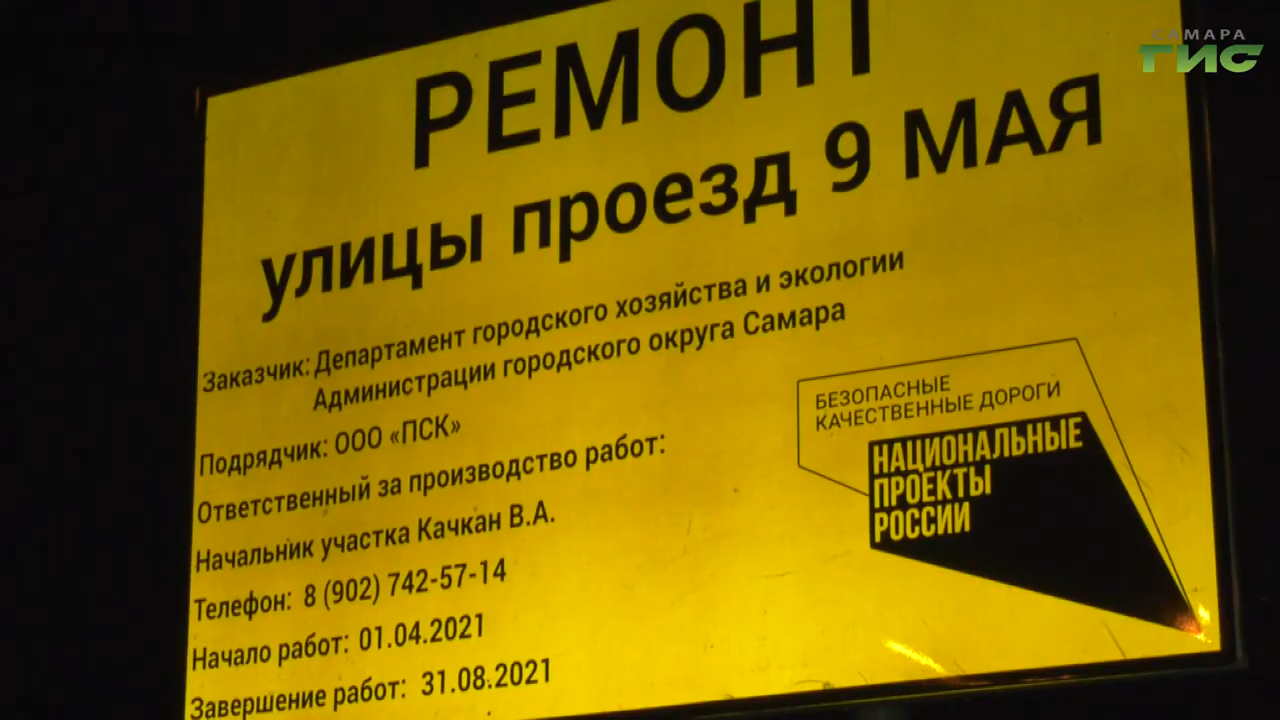 САМАРА
ГИС
РЕМОНТ
улицы проезд 9 МАЯ
Заказчик: Департамент городского хозяйства и экологии
Администрации городского округа Самара
Подрядчик: ООО «ПСК»
Ответственный за производство работ:
Начальник участка Качкан В.А.
Телефон: 8 (902) 742-57-14
Начало работ: 01.04.2021
Завершение работ: 31.08.2021
БЕЗОПАСНЫЕ
КАЧЕСТВЕННЫЕ ДОРОГИ
НАЦИОНАЛЬНЫЕ
ПРОЕКТЫ
РОССИИ